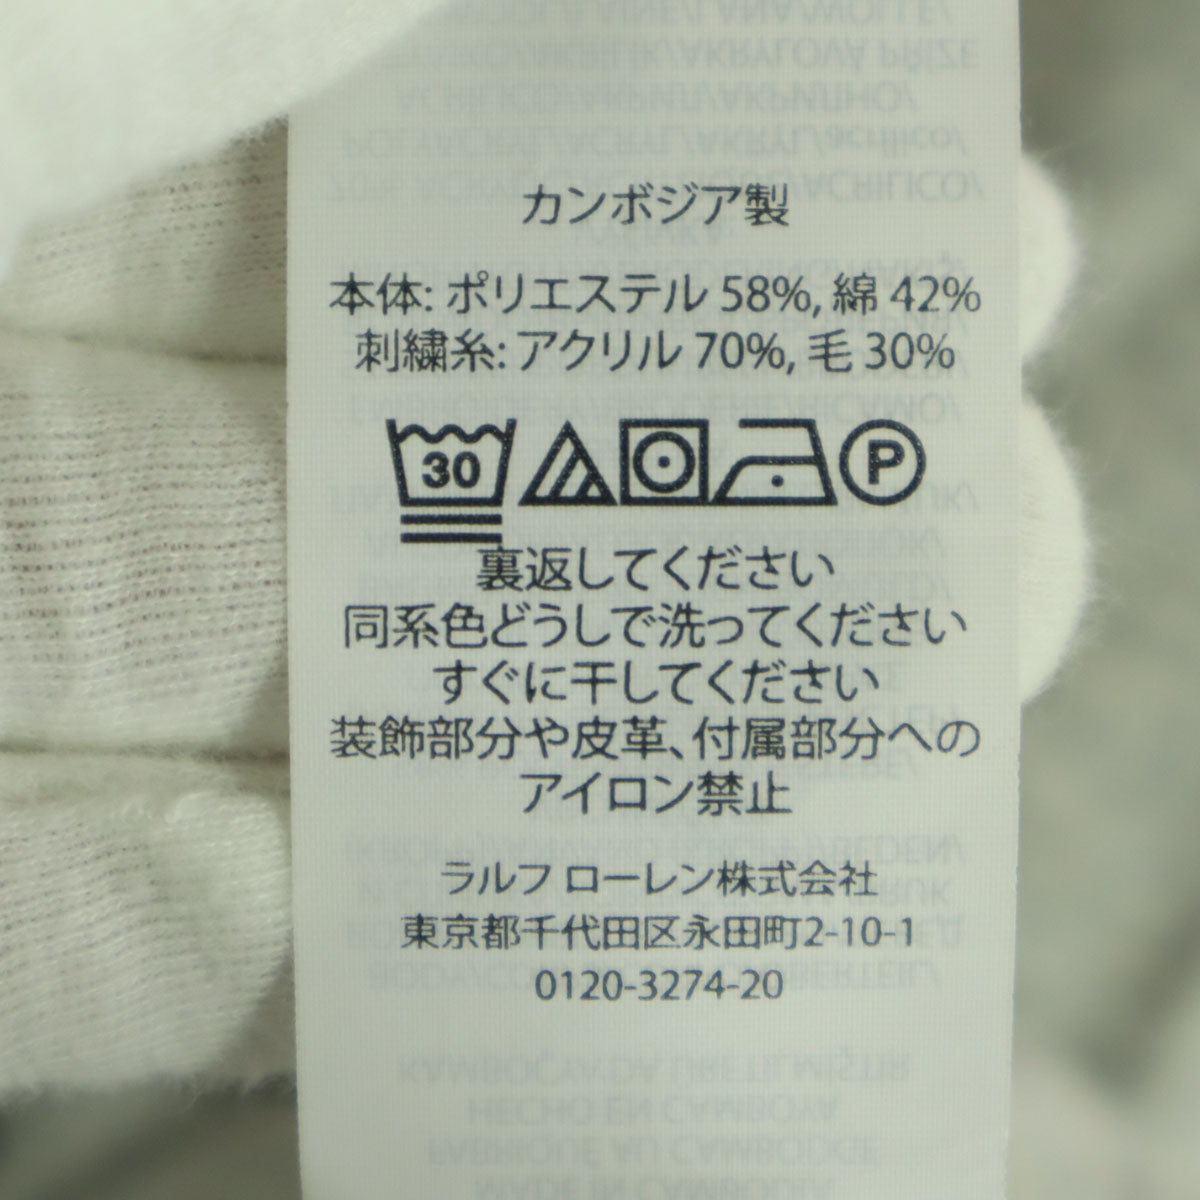 カンボジア製
本体: ポリエステル 58%, 綿 42%
刺繍糸: アクリル 70%, 毛 30%
30 P
裏返してください
同系色どうしで洗ってください
すぐに干してください
装飾部分や皮革、付属部分への
アイロン禁止
ラルフ ローレン株式会社
東京都千代田区永田町2-10-1
0120-3274-20